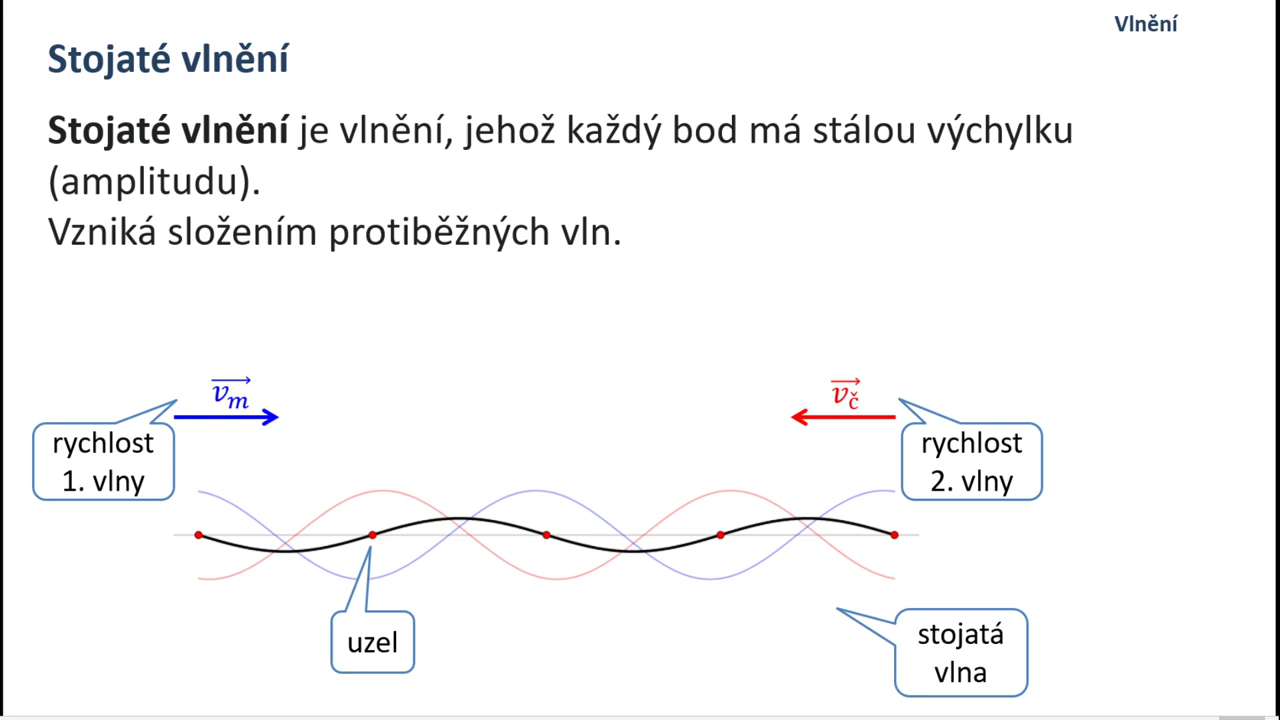 Vlnění
Stojaté vlnění
Stojaté vlnění je vlnění, jehož každý bod má stálou výchylku
(amplitudu).
Vzniká složením protiběžných vln.
v_m
v_č
rychlost
1. vlny
rychlost
2. vlny
uzel
stojatá
vlna